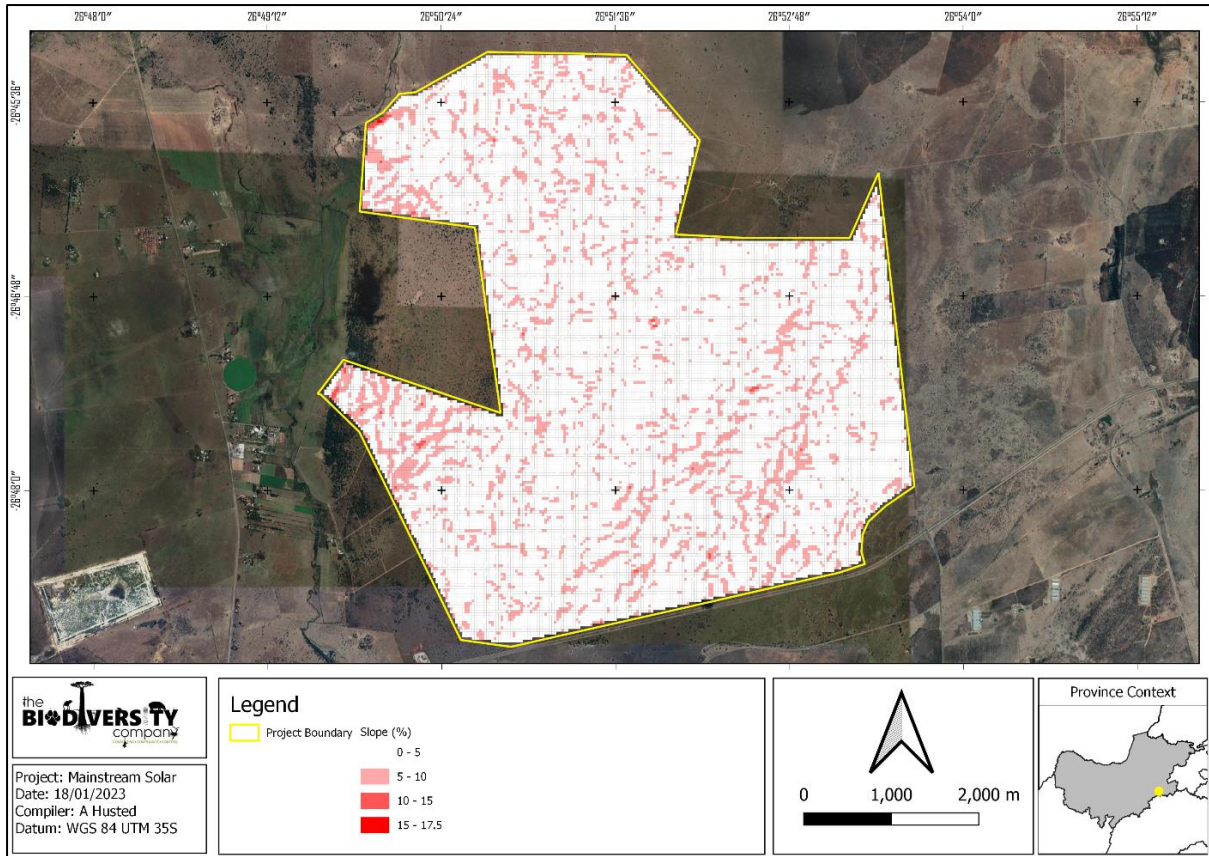 26°48'0" 26°49'12" 26°50'24" 26°51'36" 26°52'48" 26°54'0" 26°55'12"
-26°45'36"
-26°46'48"
-26°48'0"
the
BIODIVERSITY
company
Project: Mainstream Solar
Date: 18/01/2023
Compiler: A Husted
Datum: WGS 84 UTM 35S
Legend
Project Boundary
Slope (%)
0 - 5
5 - 10
10 - 15
15 - 17.5
0 1,000 2,000 m
Province Context